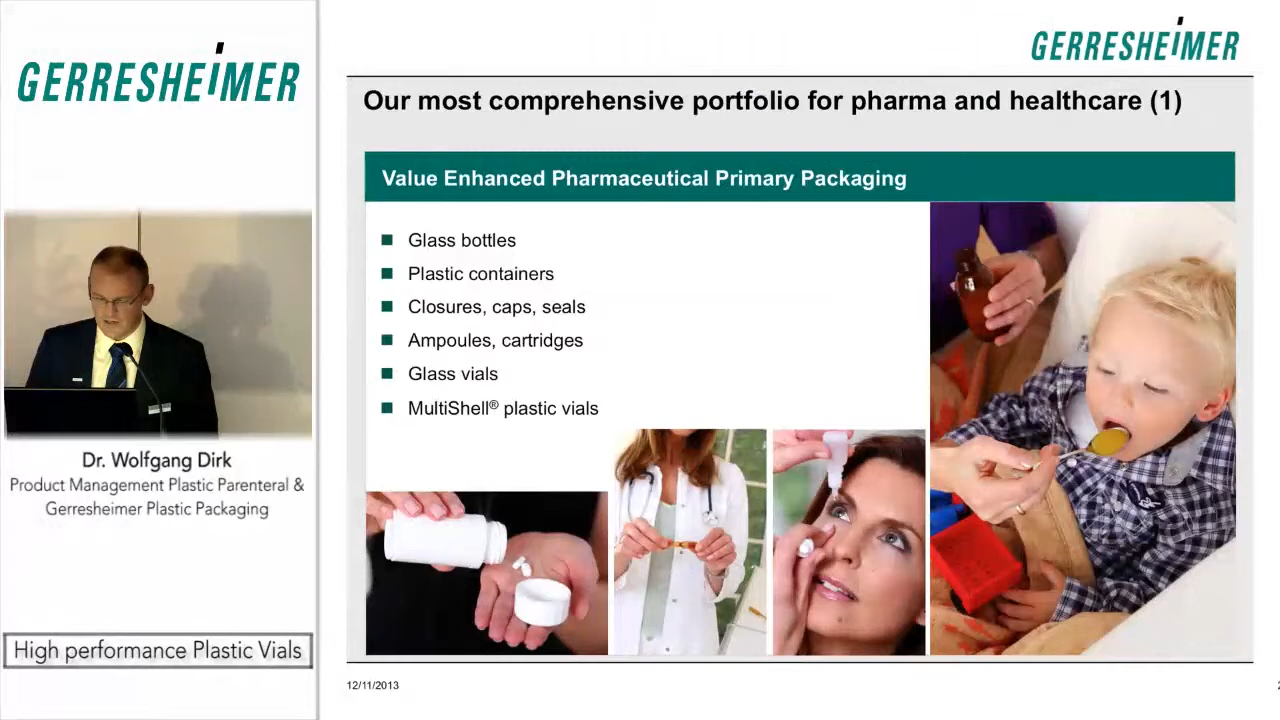 GERRESHEIMER
Dr. Wolfgang Dirk
Product Management Plastic Parenteral &
Gerresheimer Plastic Packaging
High performance Plastic Vials
GERRESHEIMER
Our most comprehensive portfolio for pharma and healthcare (1)
Value Enhanced Pharmaceutical Primary Packaging
Glass bottles
Plastic containers
Closures, caps, seals
Ampoules, cartridges
Glass vials
MultiShell® plastic vials
12/11/2013